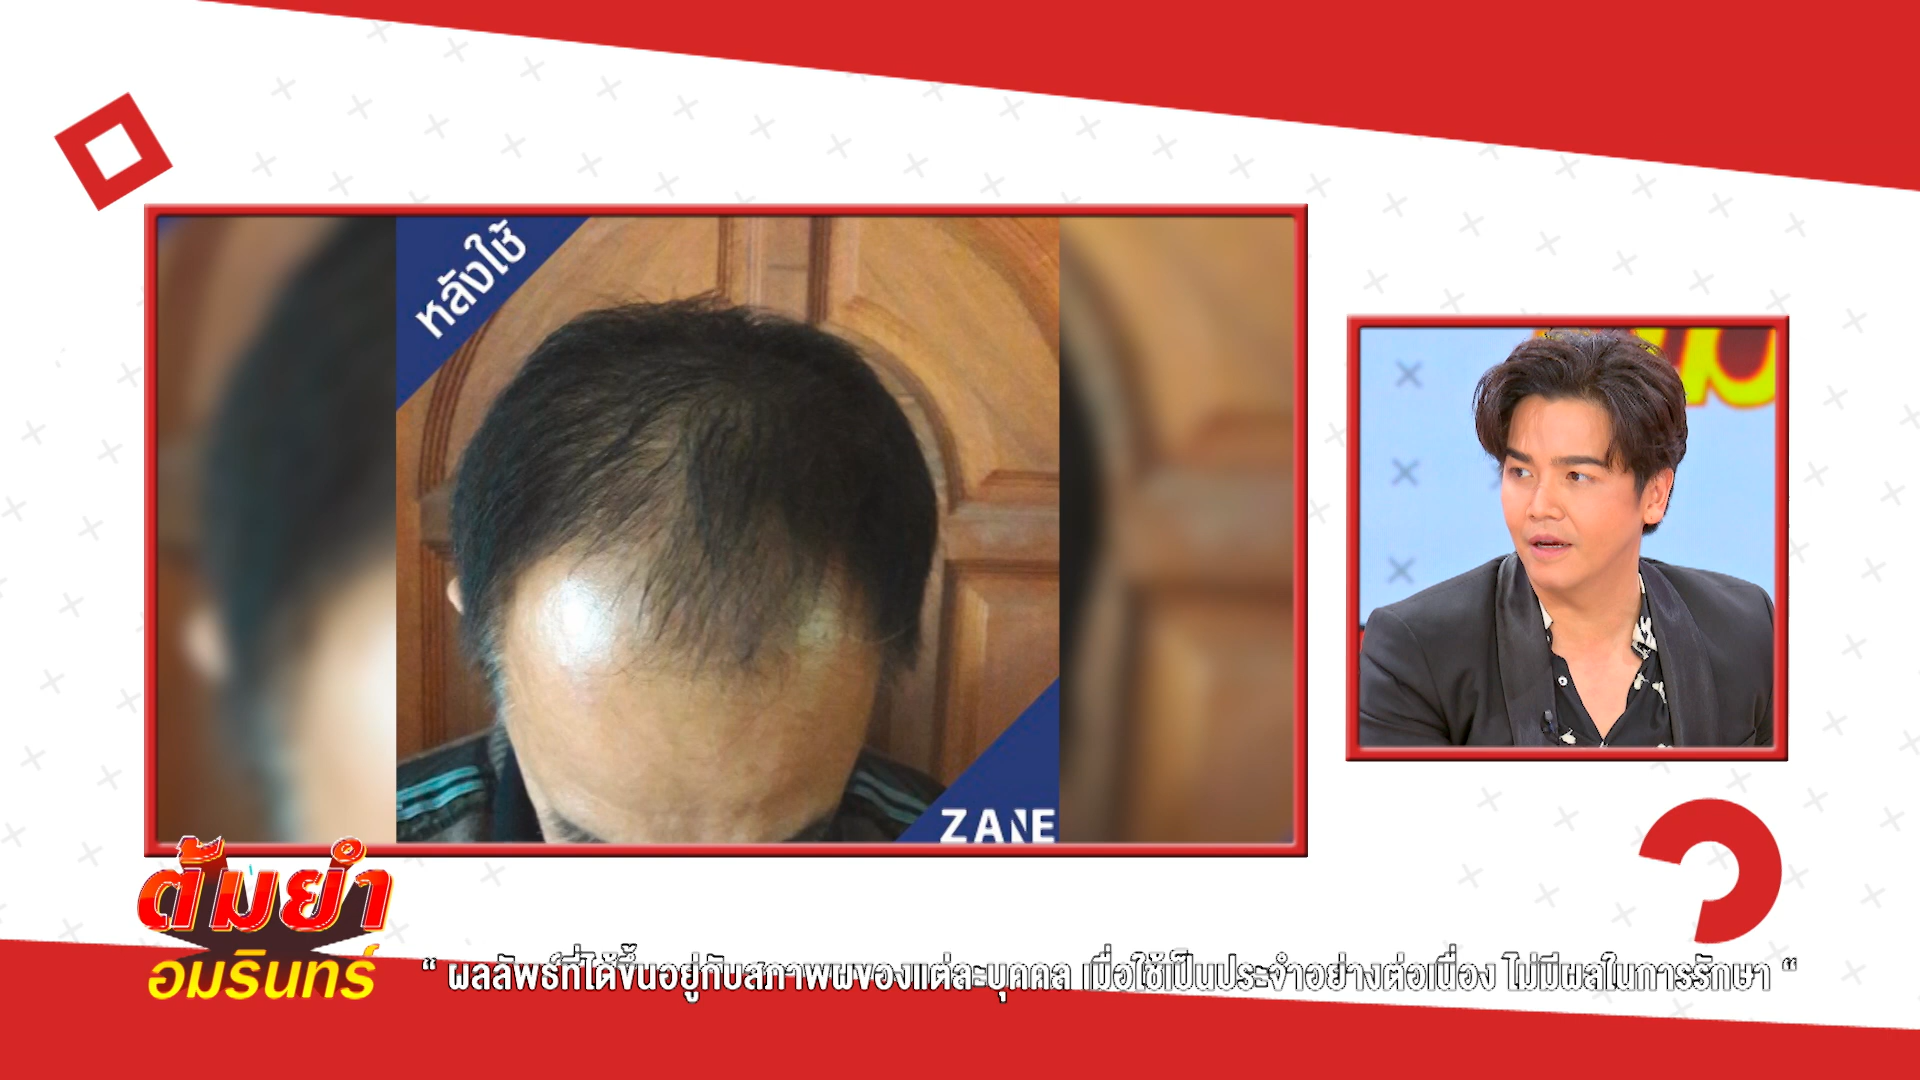 หลังใช้
ZANE
ต้มยำ
อมรินทร์
“ ผลลัพธ์ที่ได้ขึ้นอยู่กับสภาพผมของแต่ละบุคคล เมื่อใช้เป็นประจำอย่างต่อเนื่อง ไม่มีผลในการรักษา “